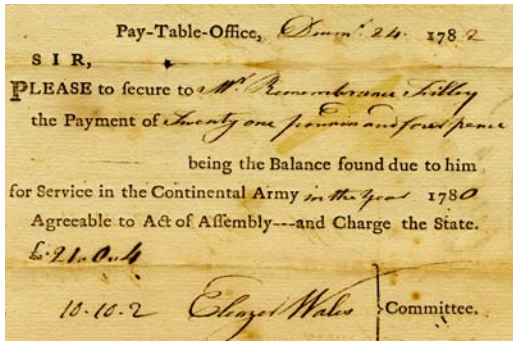 Pay-Table-Office, Decemr. 24. 1782
SIR,
PLEASE to ſecure to Mr. Remembrance Filley
the Payment of Twenty one pounds and four pence
being the Balance found due to him
for Service in the Continental Army in the Year 1780
Agreeable to Act of Aſſembly---and Charge the State.
£.21..0..4
10.10.2 Eleazer Wales } Committee.